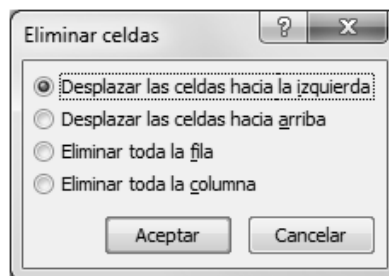 Eliminar celdas
Desplazar las celdas hacia la izquierda
Desplazar las celdas hacia arriba
Eliminar toda la fila
Eliminar toda la columna
Aceptar Cancelar